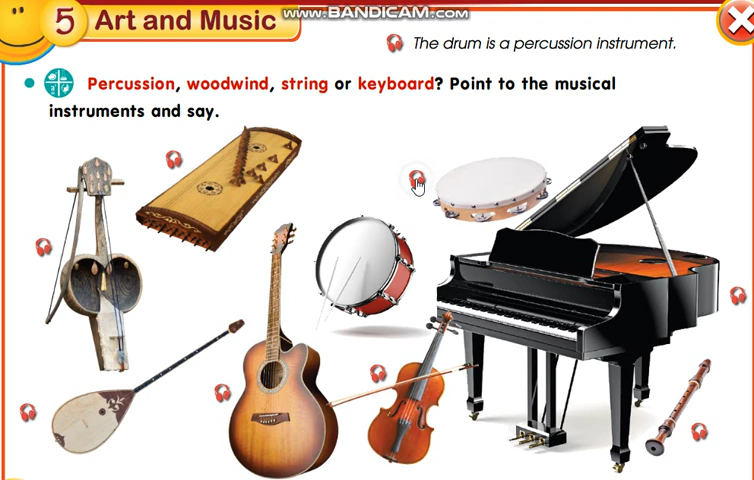 5 Art and Music
www.BANDICAM.com
The drum is a percussion instrument.
Percussion, woodwind, string or keyboard? Point to the musical
instruments and say.